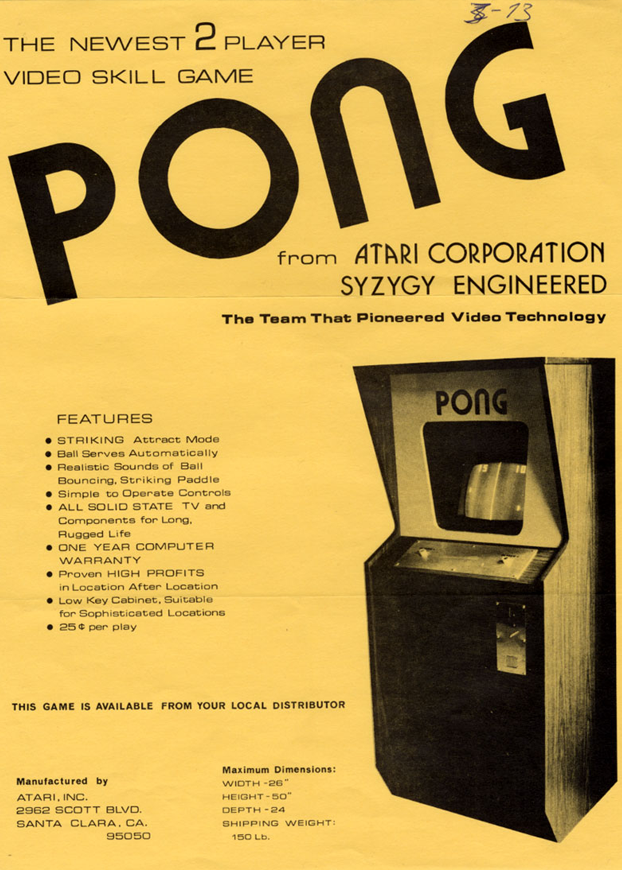 3-13
THE NEWEST 2 PLAYER
VIDEO SKILL GAME
PONG
from ATARI CORPORATION
SYZYGY ENGINEERED
The Team That Pioneered Video Technology
PONG
FEATURES
● STRIKING Attract Mode
● Ball Serves Automatically
● Realistic Sounds of Ball
Bouncing, Striking Paddle
● Simple to Operate Controls
● ALL SOLID STATE TV and
Components for Long,
Rugged Life
● ONE YEAR COMPUTER
WARRANTY
● Proven HIGH PROFITS
in Location After Location
● Low Key Cabinet, Suitable
for Sophisticated Locations
● 25¢ per play
THIS GAME IS AVAILABLE FROM YOUR LOCAL DISTRIBUTOR
Manufactured by
ATARI, INC.
2962 SCOTT BLVD.
SANTA CLARA, CA.
95050
Maximum Dimensions:
WIDTH -26"
HEIGHT -50"
DEPTH -24
SHIPPING WEIGHT:
150 Lb.